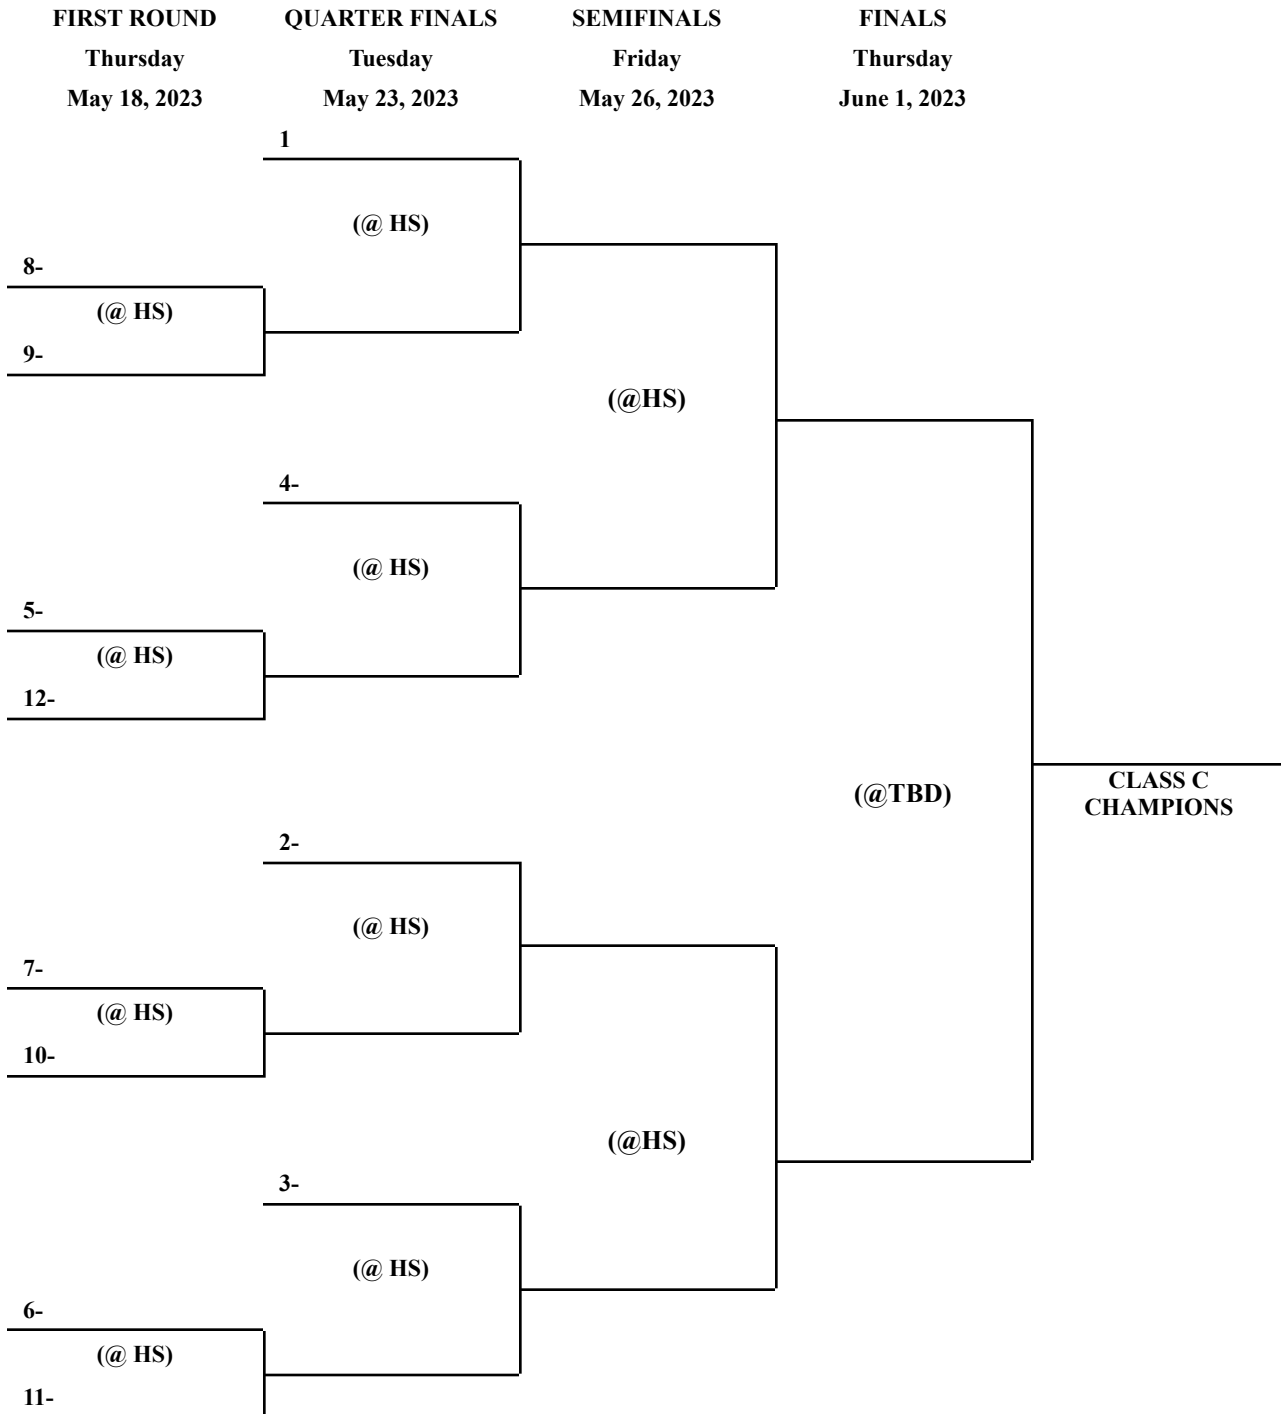 FIRST ROUND QUARTER FINALS SEMIFINALS FINALS
Thursday Tuesday Friday Thursday
May 18, 2023 May 23, 2023 May 26, 2023 June 1, 2023
1
(@ HS)
8-
(@ HS)
9-
(@HS)
4-
(@ HS)
5-
(@ HS)
12-
(@TBD)
CLASS C
CHAMPIONS
2-
(@ HS)
7-
(@ HS)
10-
(@HS)
3-
(@ HS)
6-
(@ HS)
11-